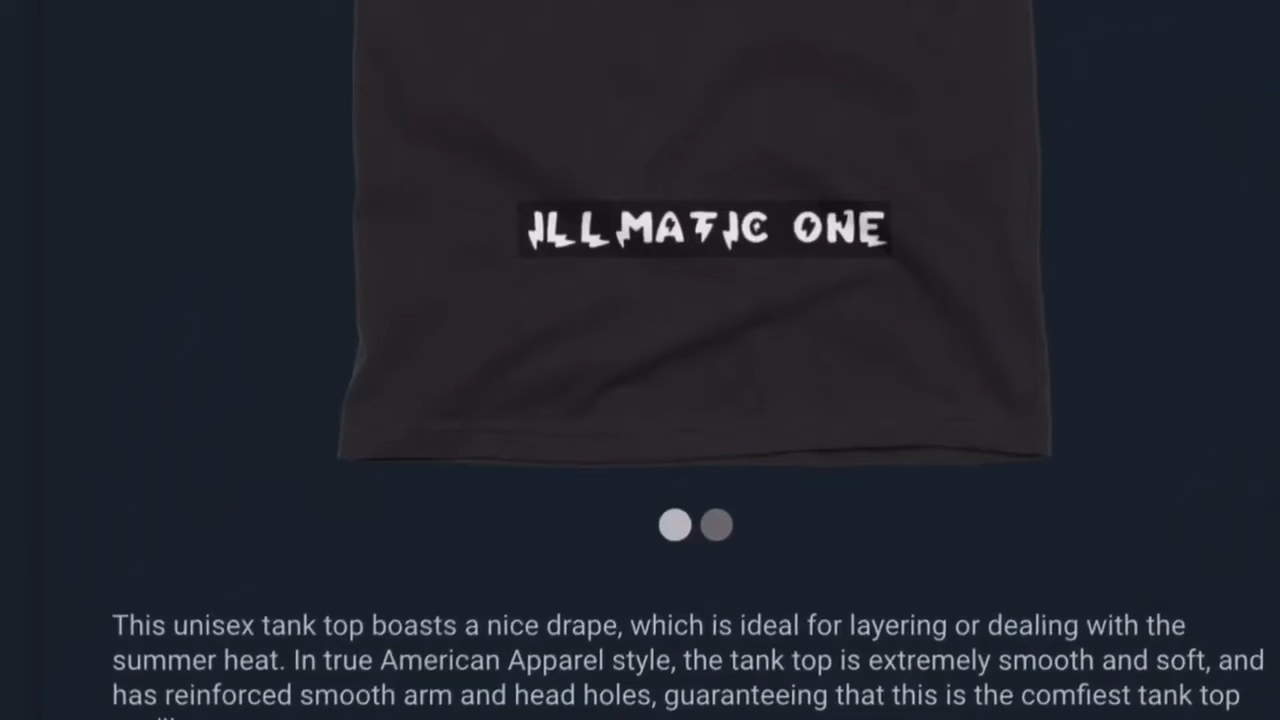 ILLMATIC ONE
This unisex tank top boasts a nice drape, which is ideal for layering or dealing with the
summer heat. In true American Apparel style, the tank top is extremely smooth and soft, and
has reinforced smooth arm and head holes, guaranteeing that this is the comfiest tank top